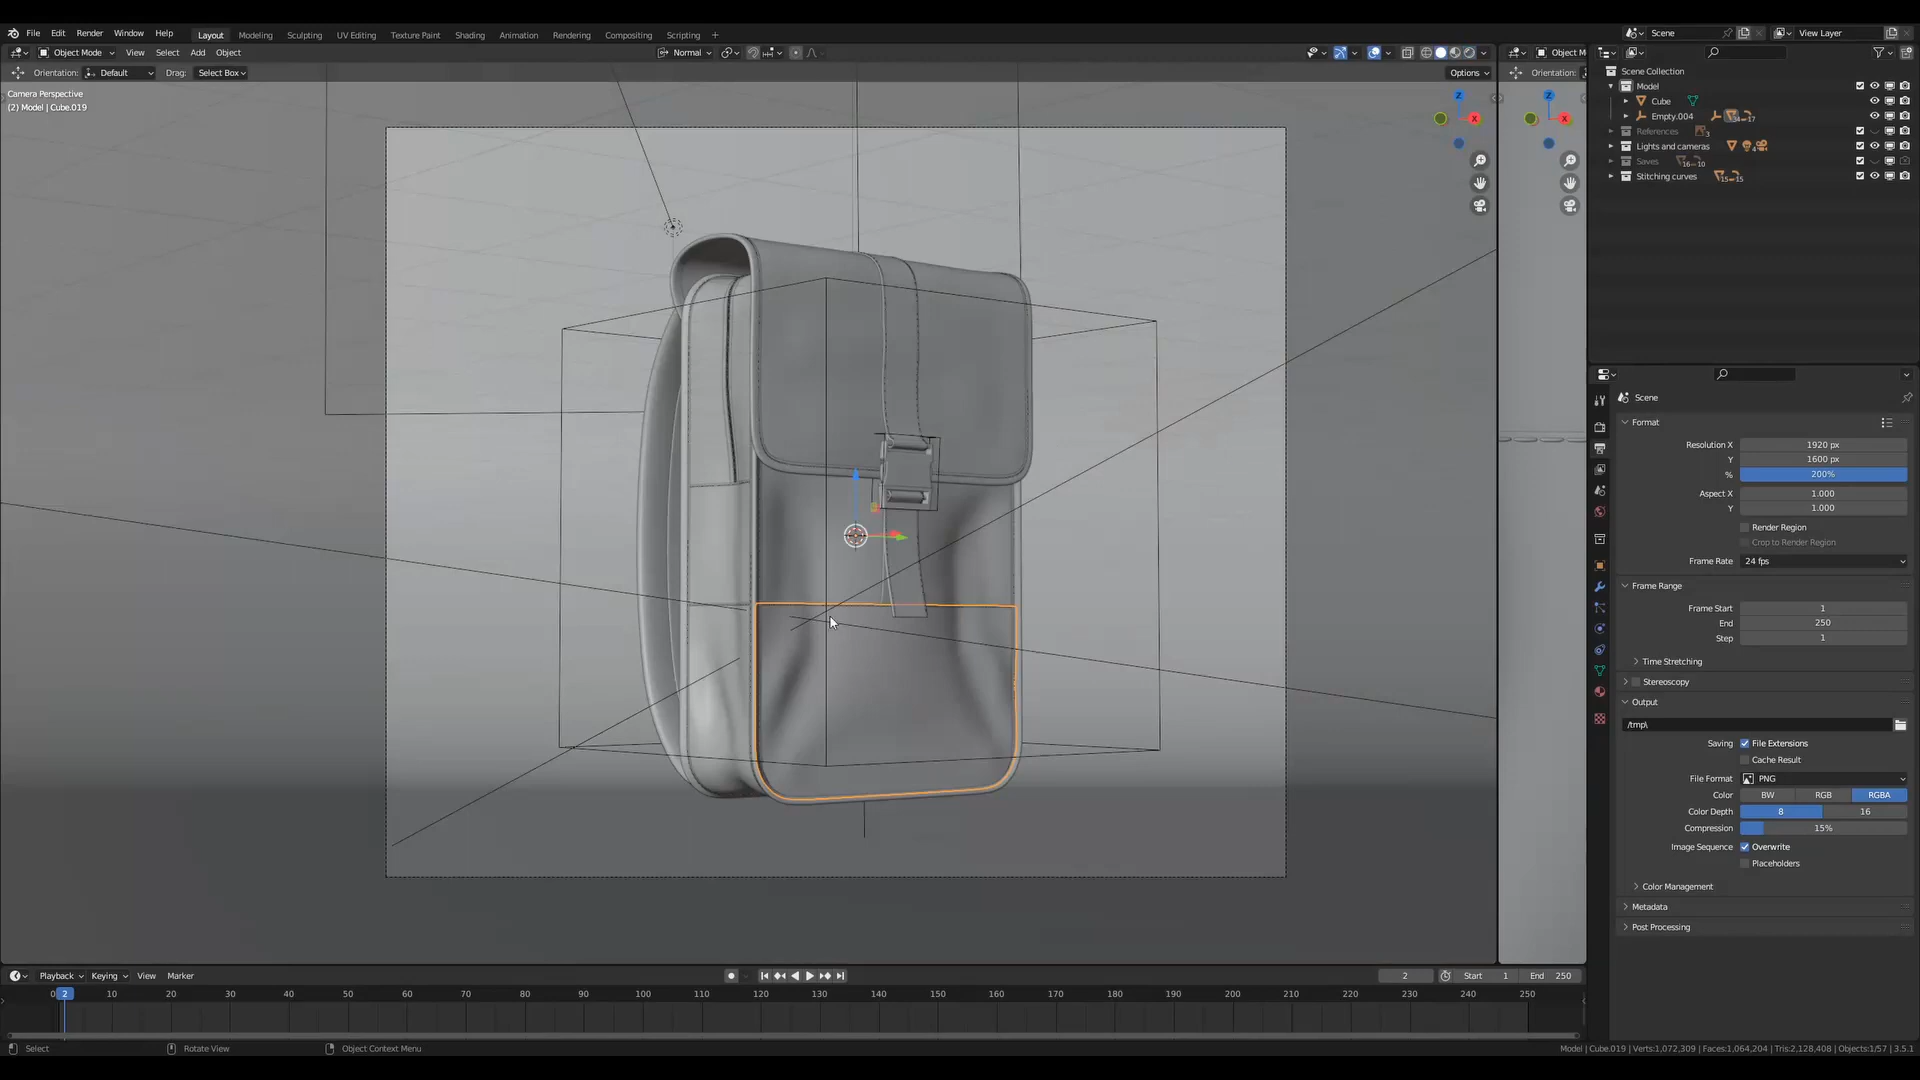 File Edit Render Window Help Layout Modeling Sculpting UV Editing Texture Paint Shading Animation Rendering Compositing Scripting + Scene View Layer
Object Mode View Select Add Object Normal Object M
Orientation: Default Drag: Select Box Options Orientation:
Camera Perspective
(2) Model | Cube.019
Z
X
Z
X
Scene Collection
Model
Cube
Empty.004
References
Lights and cameras
Saves
Stitching curves
Scene
Format
Resolution X 1920 px
Y 1600 px
% 200%
Aspect X 1.000
Y 1.000
Render Region
Crop to Render Region
Frame Rate 24 fps
Frame Range
Frame Start 1
End 250
Step 1
Time Stretching
Stereoscopy
Output
/tmp\
Saving File Extensions
Cache Result
File Format PNG
Color BW RGB RGBA
Color Depth 8 16
Compression 15%
Image Sequence Overwrite
Placeholders
Color Management
Metadata
Post Processing
Playback Keying View Marker 2 Start 1 End 250
0 2 10 20 30 40 50 60 70 80 90 100 110 120 130 140 150 160 170 180 190 200 210 220 230 240 250
Select Rotate View Object Context Menu Model | Cube.019 | Verts:1,072,309 | Faces:1,064,204 | Tris:2,128,408 | Objects:1/57 | 3.5.1